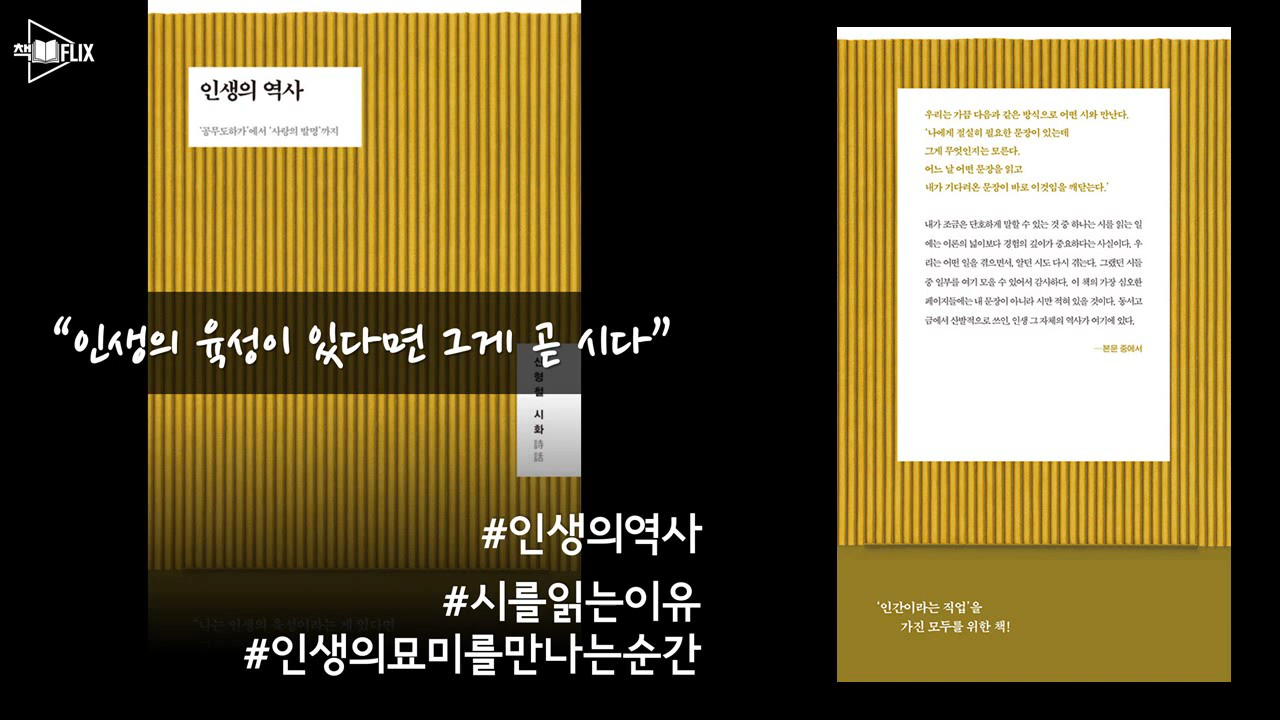 책 FLIX
인생의 역사
'공무도하가'에서 '사랑의 발명'까지
"인생의 육성이 있다면 그게 곧 시다"
신형철 시화
詩話
#인생의역사
#시를읽는이유
#인생의묘미를만나는순간
"나는 인생의 육성이라는 게 있다면
우리는 가끔 다음과 같은 방식으로 어떤 시와 만난다.
'나에게 절실히 필요한 문장이 있는데
그게 무엇인지는 모른다.
어느 날 어떤 문장을 읽고
내가 기다려온 문장이 바로 이것임을 깨닫는다.'
내가 조금은 단호하게 말할 수 있는 것 중 하나는 시를 읽는 일
에는 이론의 넓이보다 경험의 깊이가 중요하다는 사실이다. 우
리는 어떤 일을 겪으면서, 알던 시도 다시 겪는다. 그랬던 시들
중 일부를 여기 모을 수 있어서 감사하다. 이 책의 가장 심오한
페이지들에는 내 문장이 아니라 시만 적혀 있을 것이다. 동서고
금에서 산발적으로 쓰인, 인생 그 자체의 역사가 여기에 있다.
—본문 중에서
'인간이라는 직업'을
가진 모두를 위한 책!